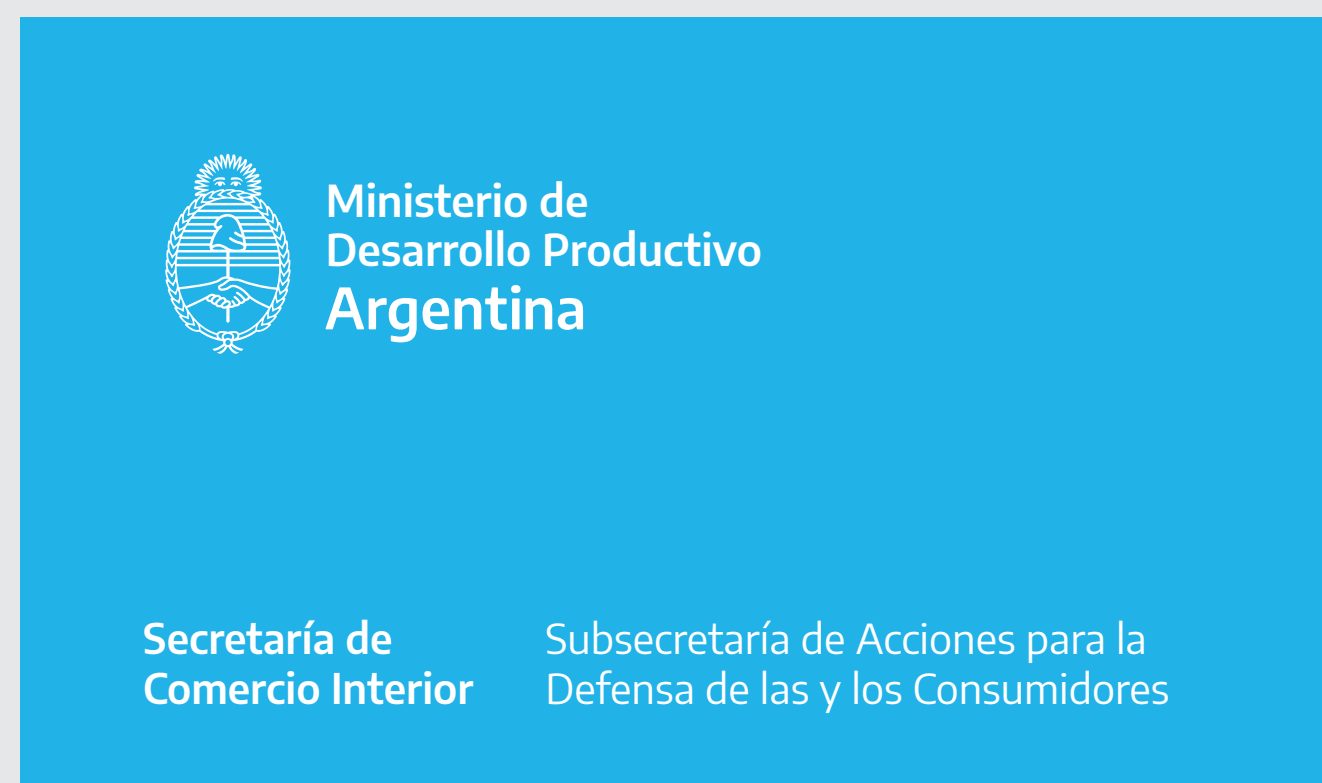 Ministerio de
Desarrollo Productivo
Argentina
Secretaría de
Comercio Interior
Subsecretaría de Acciones para la
Defensa de las y los Consumidores